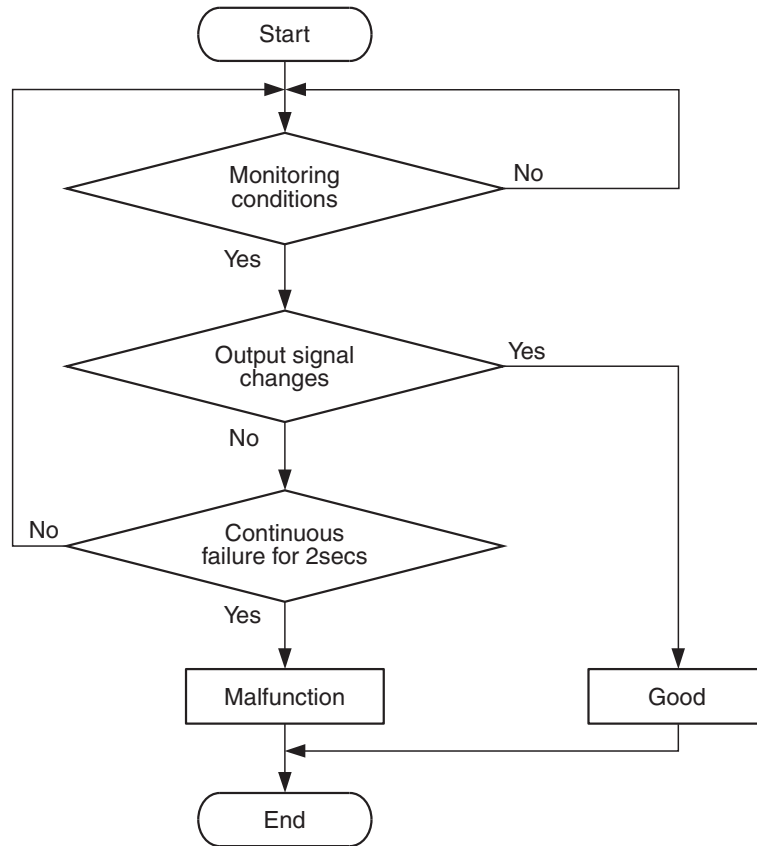 Start
Monitoring
conditions
No
Yes
Output signal
changes
Yes
No
Continuous
failure for 2secs
No
Yes
Malfunction
Good
End